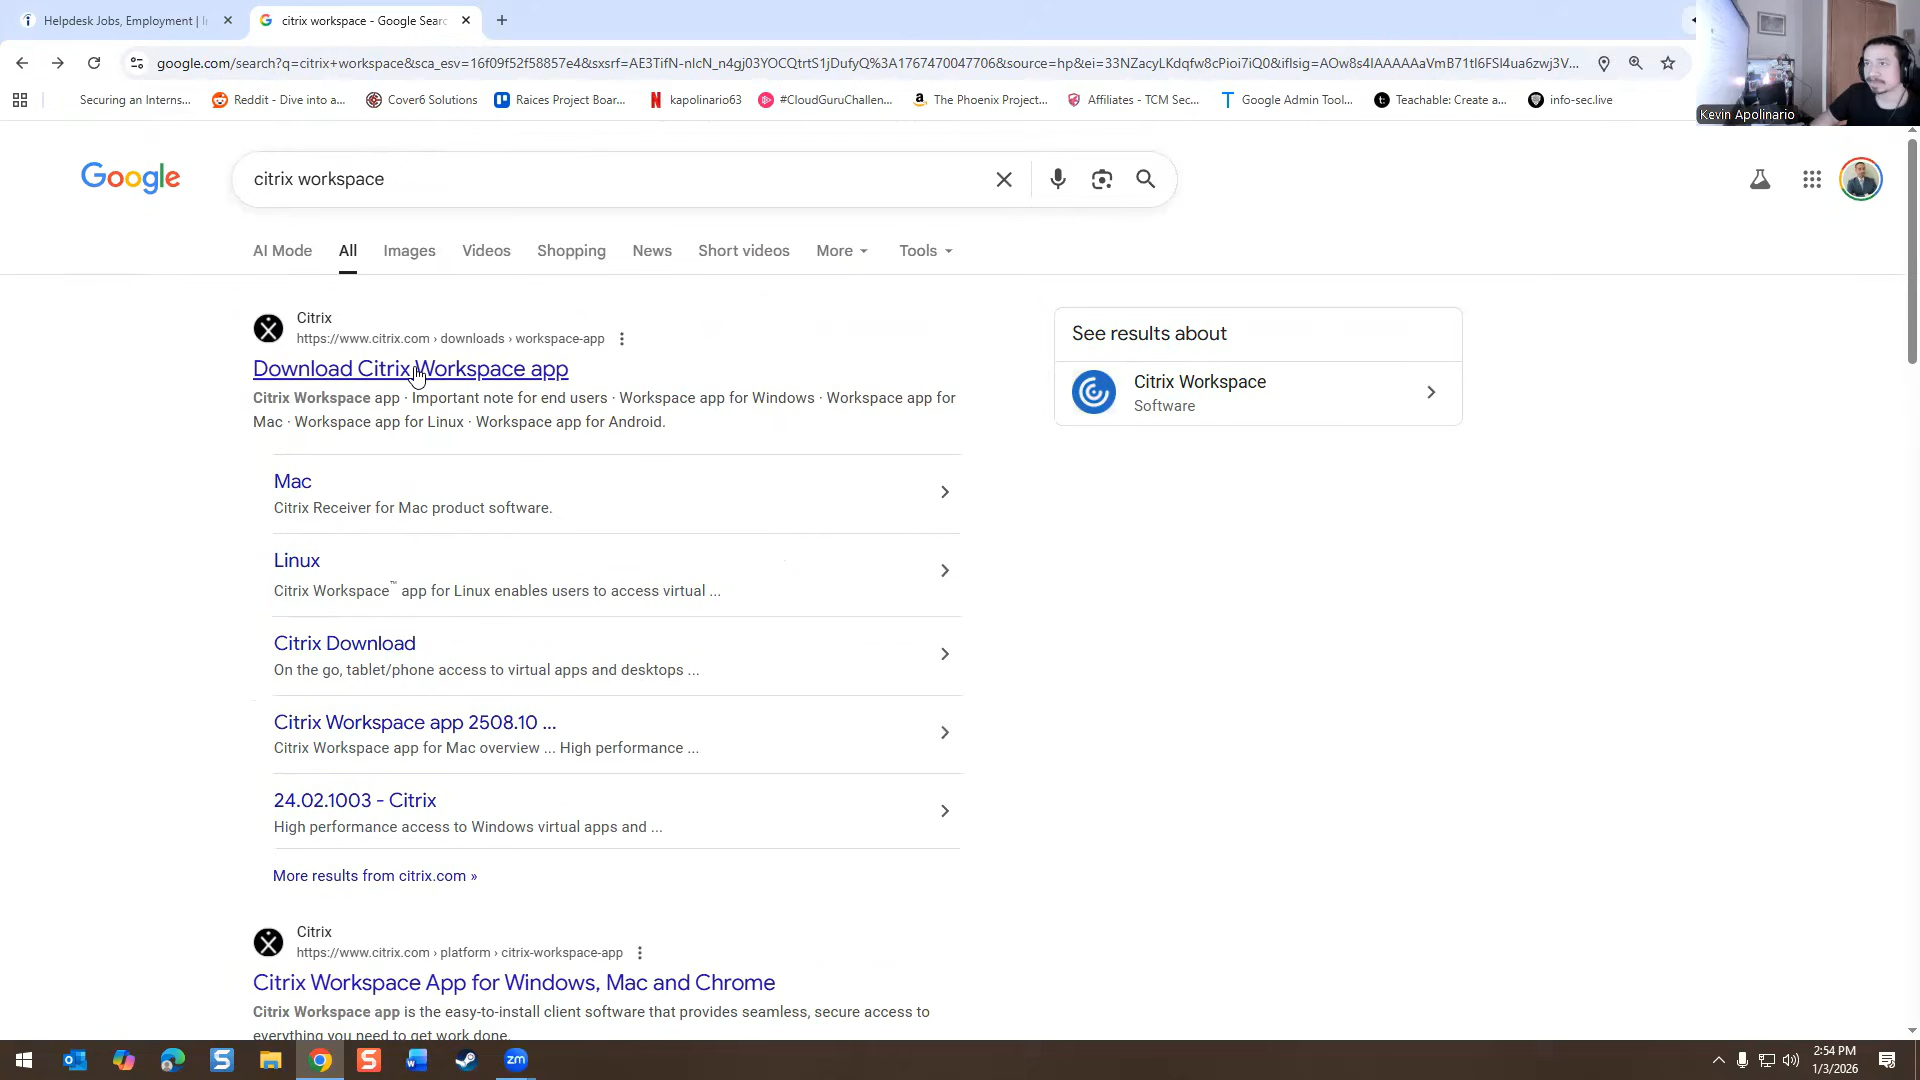 Helpdesk Jobs, Employment | I
citrix workspace - Google Sear
google.com/search?q=citrix+workspace&sca_esv=16f09f52f58857e4&sxsrf=AE3TifN-nlcN_n4gj03YOCQtrtS1jDufyQ%3A1767470047706&source=hp&ei=33NZacyLKdqfw8cPioi7iQ0&iflsig=AOw8s4IAAAAAaVmB71tl6FSl4ua6zwj3V...
Securing an Interns...
Reddit - Dive into a...
Cover6 Solutions
Raices Project Boar...
kapolinario63
#CloudGuruChallen...
The Phoenix Project...
Affiliates - TCM Sec...
Google Admin Tool...
Teachable: Create a...
info-sec.live
Kevin Apolinario
Google
citrix workspace
AI Mode
All
Images
Videos
Shopping
News
Short videos
More
Tools
Citrix
https://www.citrix.com › downloads › workspace-app
Download Citrix Workspace app
Citrix Workspace app · Important note for end users · Workspace app for Windows · Workspace app for
Mac · Workspace app for Linux · Workspace app for Android.
See results about
Citrix Workspace
Software
Mac
Citrix Receiver for Mac product software.
Linux
Citrix Workspace™ app for Linux enables users to access virtual ...
Citrix Download
On the go, tablet/phone access to virtual apps and desktops ...
Citrix Workspace app 2508.10 ...
Citrix Workspace app for Mac overview ... High performance ...
24.02.1003 - Citrix
High performance access to Windows virtual apps and ...
More results from citrix.com »
Citrix
https://www.citrix.com › platform › citrix-workspace-app
Citrix Workspace App for Windows, Mac and Chrome
Citrix Workspace app is the easy-to-install client software that provides seamless, secure access to
everything you need to get work done.
zm
2:54 PM
1/3/2026